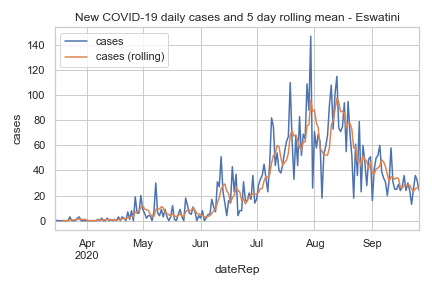 New COVID-19 daily cases and 5 day rolling mean - Eswatini
cases
cases (rolling)
140
120
100
80
60
40
20
0
cases
Apr May Jun Jul Aug Sep
2020
dateRep